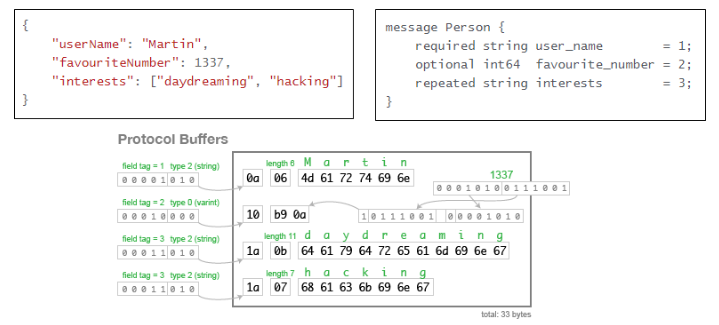 {
"userName": "Martin",
"favouriteNumber": 1337,
"interests": ["daydreaming", "hacking"]
}
message Person {
required string user_name = 1;
optional int64 favourite_number = 2;
repeated string interests = 3;
}
Protocol Buffers
field tag = 1 type 2 (string)
0 0 0 0 1 0 1 0
length 6 M a r t i n
0a 06 4d 61 72 74 69 6e
1337
0 0 0 1 0 1 0 0 1 1 1 0 0 1
field tag = 2 type 0 (varint)
0 0 0 1 0 0 0 0
10 b9 0a
1 0 1 1 1 0 0 1 0 0 0 0 1 0 1 0
field tag = 3 type 2 (string)
0 0 0 1 1 0 1 0
length 11 d a y d r e a m i n g
1a 0b 64 61 79 64 72 65 61 6d 69 6e 67
field tag = 3 type 2 (string)
0 0 0 1 1 0 1 0
length 7 h a c k i n g
1a 07 68 61 63 6b 69 6e 67
total: 33 bytes